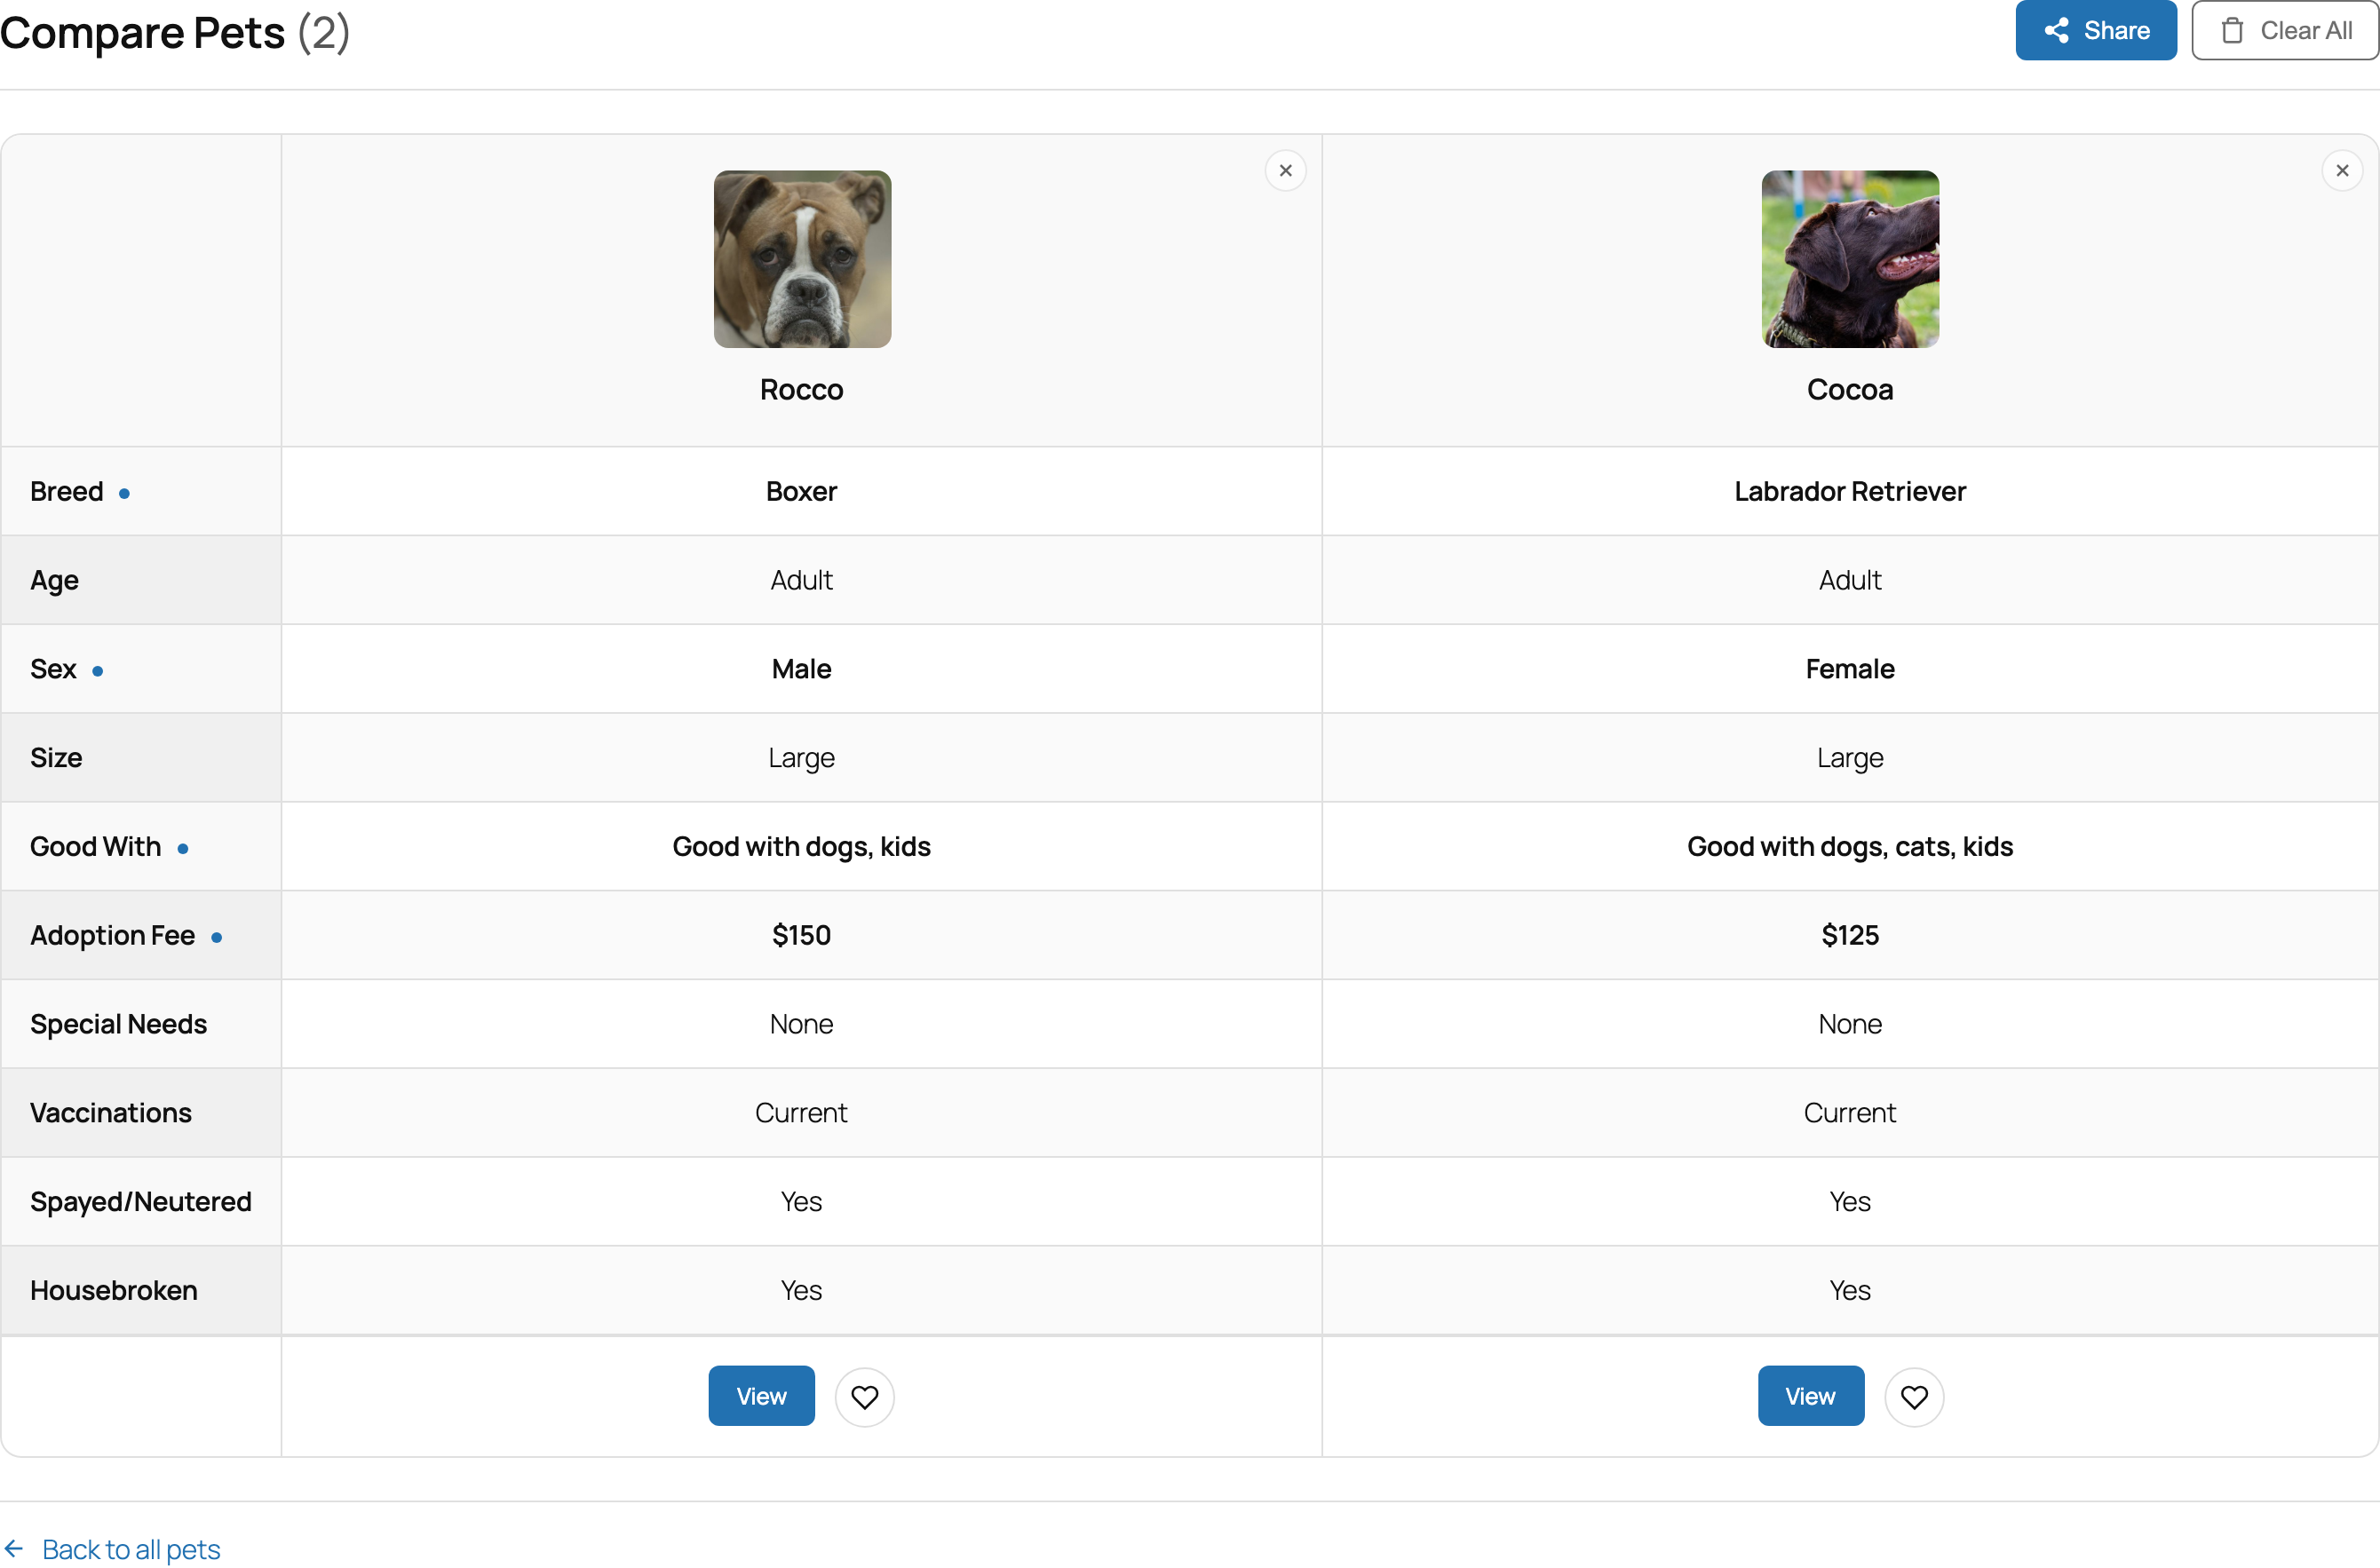 Compare Pets (2)
Share
Clear All
Rocco
Cocoa
Breed Boxer Labrador Retriever
Age Adult Adult
Sex Male Female
Size Large Large
Good With Good with dogs, kids Good with dogs, cats, kids
Adoption Fee $150 $125
Special Needs None None
Vaccinations Current Current
Spayed/Neutered Yes Yes
Housebroken Yes Yes
View View
Back to all pets